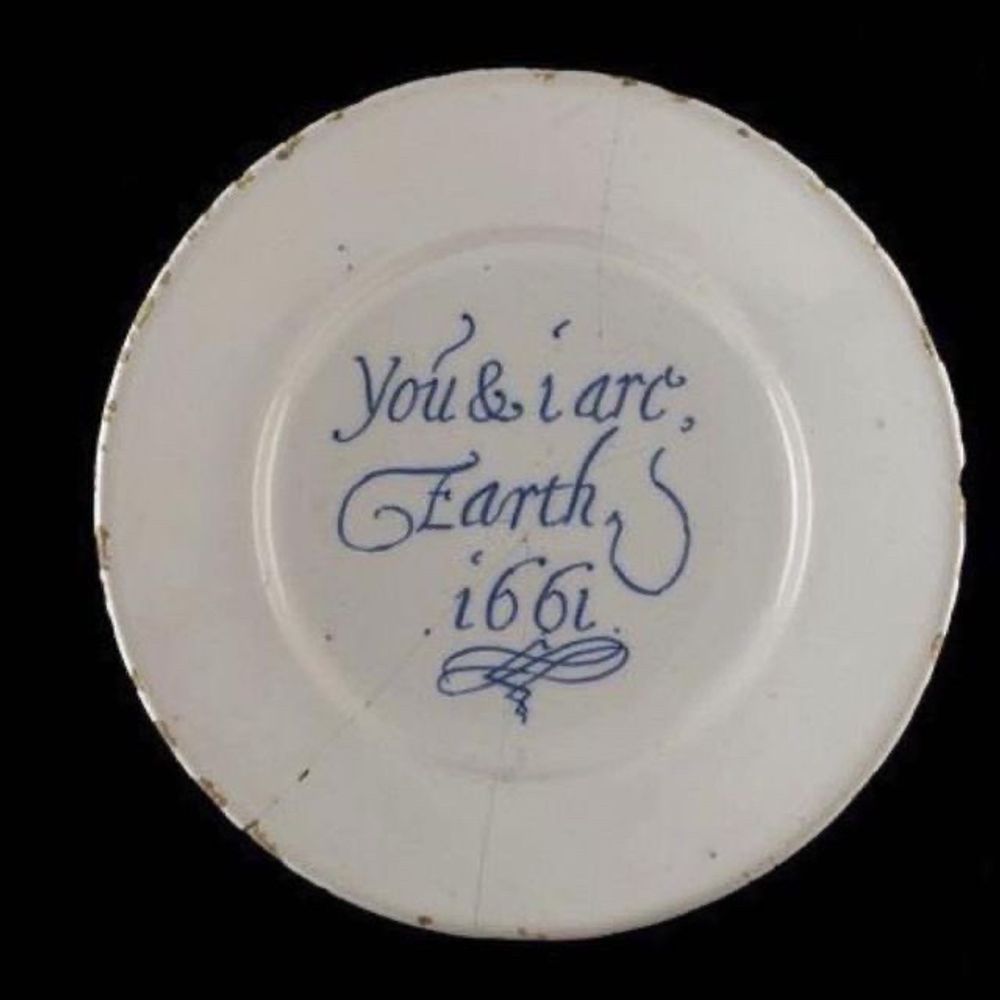 You & i are,
Earth,
1661.